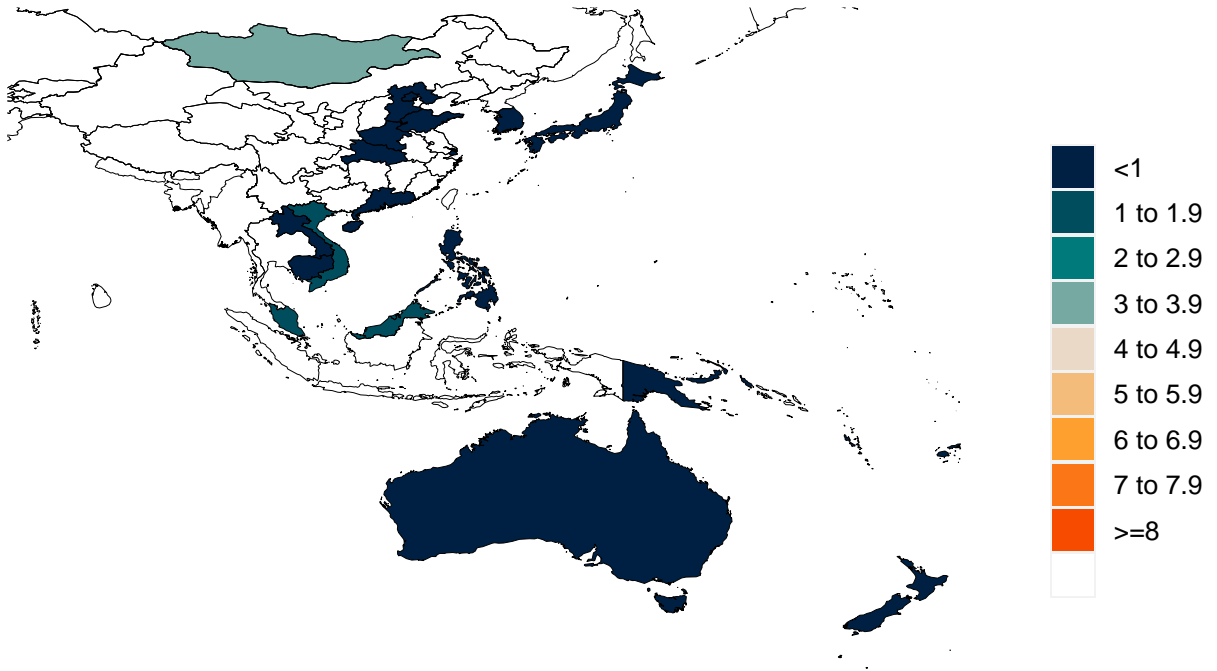 <1
1 to 1.9
2 to 2.9
3 to 3.9
4 to 4.9
5 to 5.9
6 to 6.9
7 to 7.9
>=8